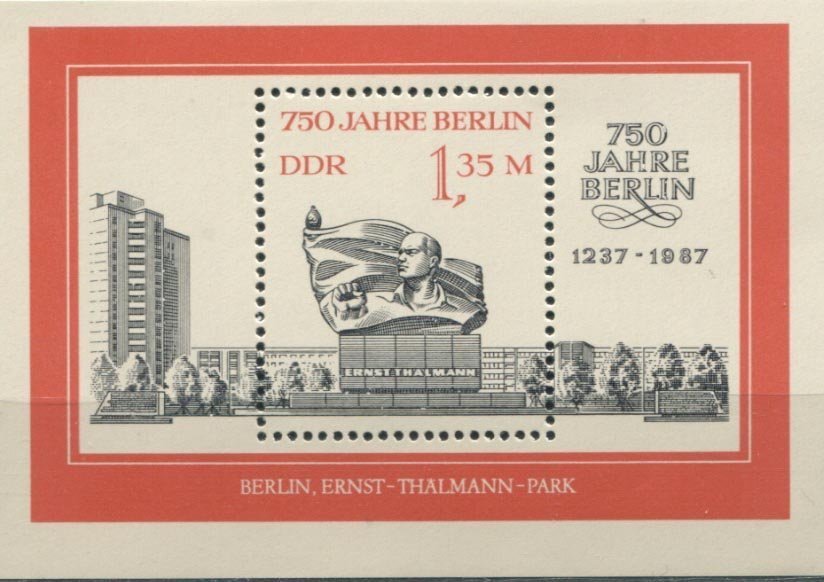 750 JAHRE BERLIN
DDR 1,35 M
750
JAHRE
BERLIN
1237-1987
ERNST THÄLMANN
BERLIN, ERNST-THÄLMANN-PARK